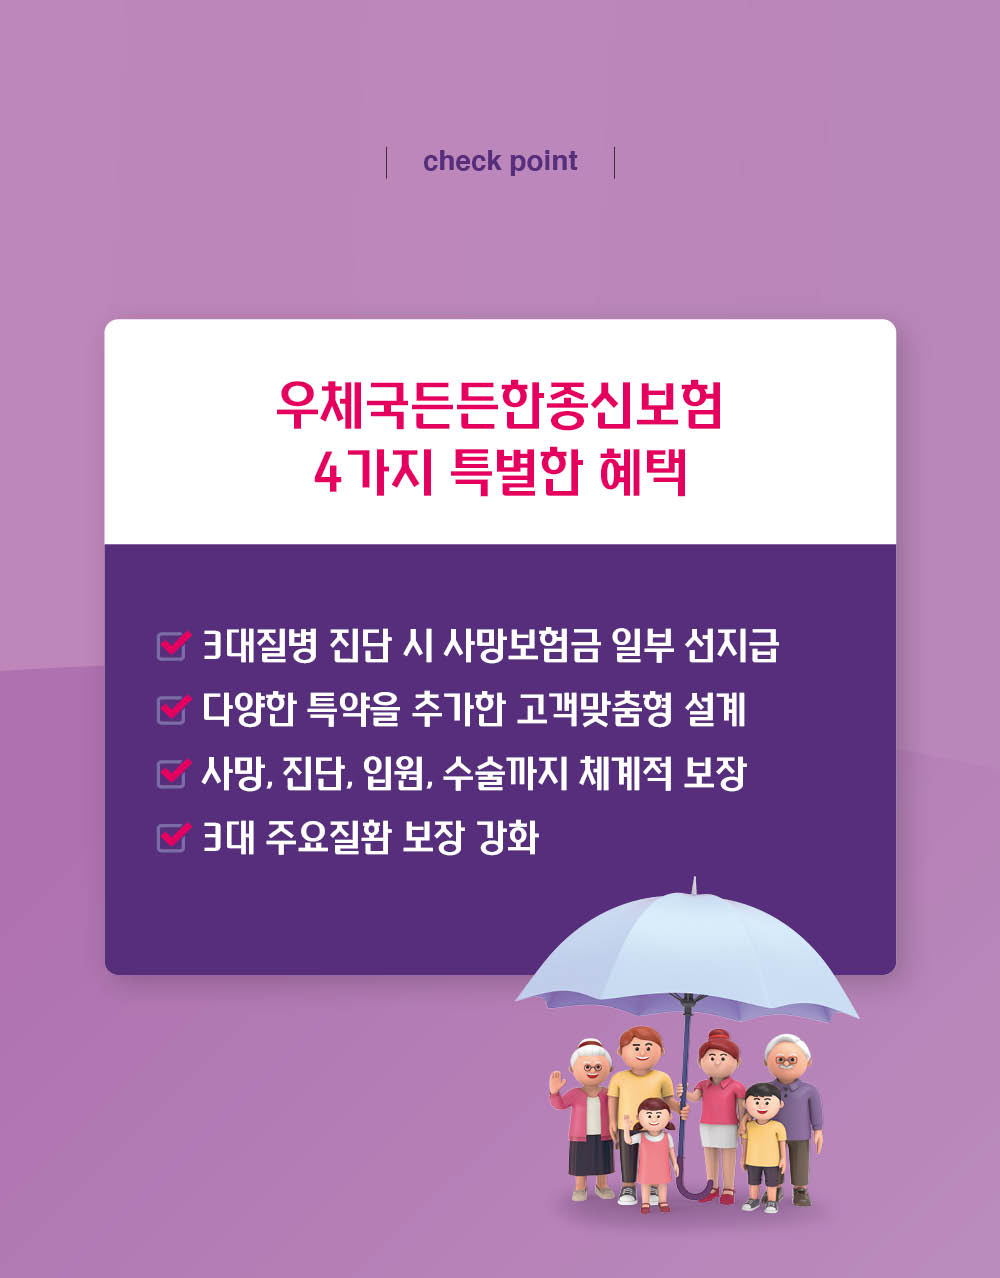 check point
우체국든든한종신보험
4가지 특별한 혜택
3대질병 진단 시 사망보험금 일부 선지급
다양한 특약을 추가한 고객맞춤형 설계
사망, 진단, 입원, 수술까지 체계적 보장
3대 주요질환 보장 강화